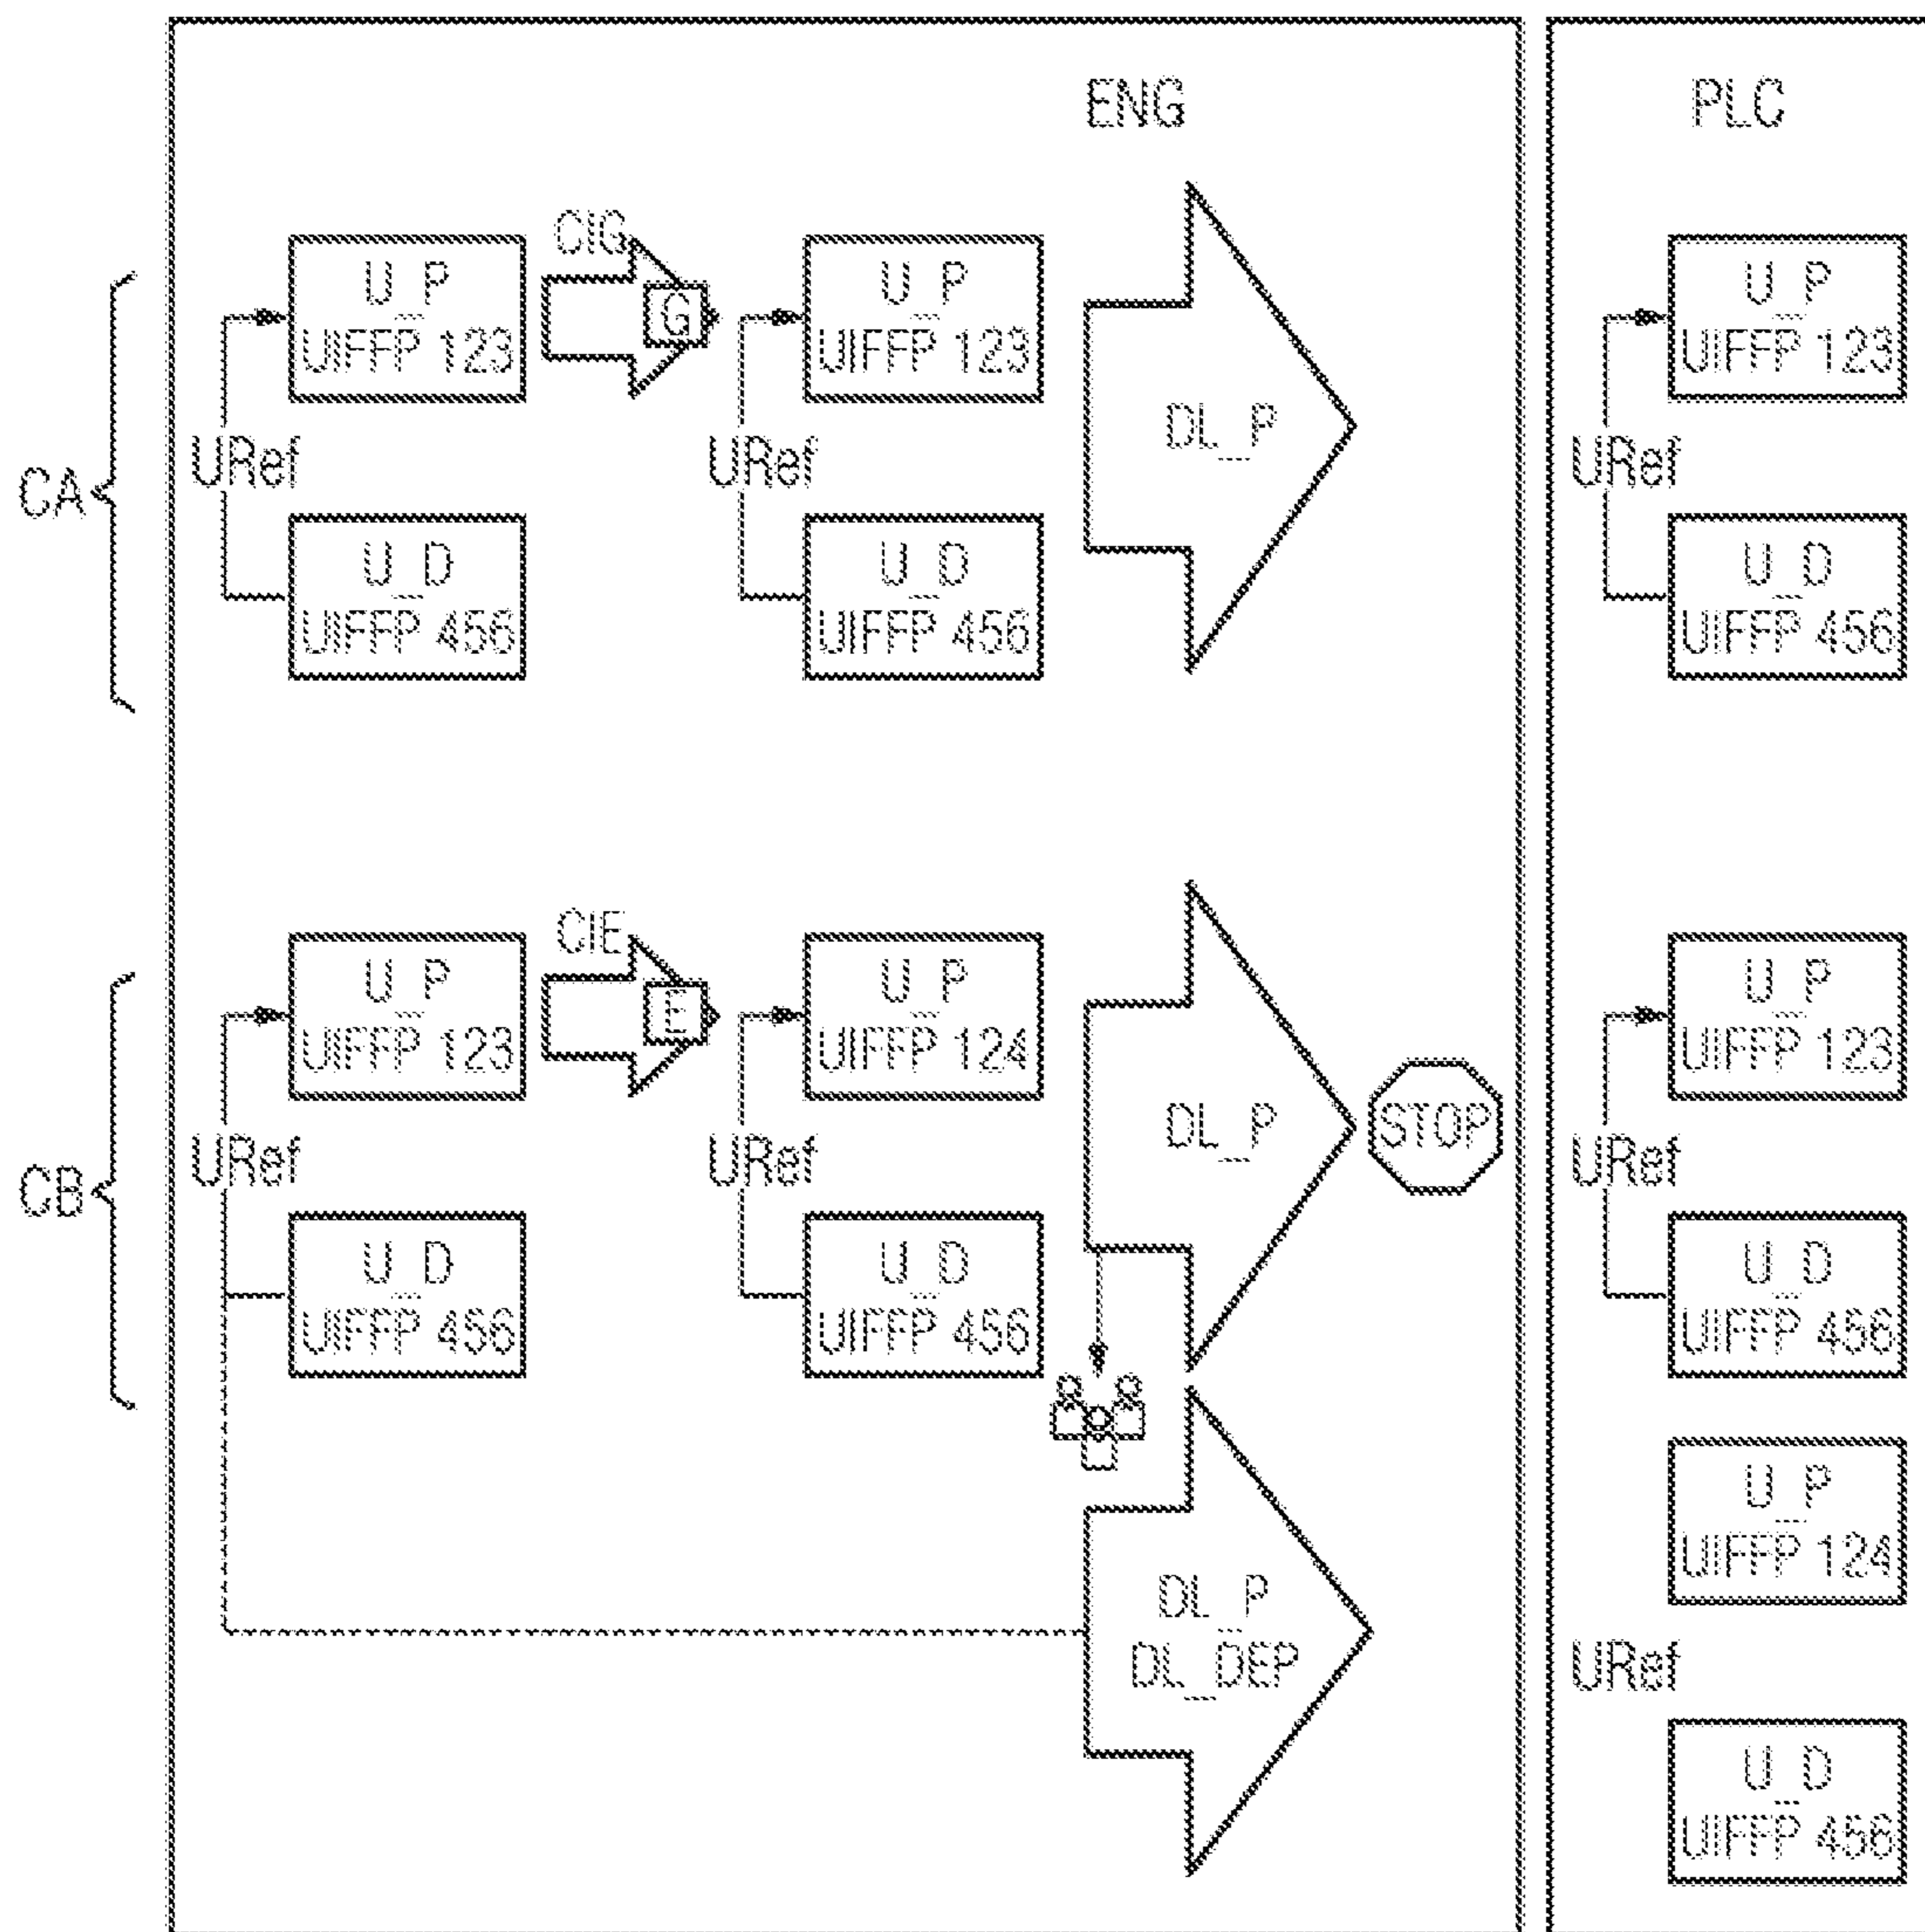 ENG
PLC
CIG
U_P
UIFFP 123
G
U_P
UIFFP 123
U_P
UIFFP 123
DL_P
CA
URef
URef
URef
U_D
UIFFP 456
U_D
UIFFP 456
U_D
UIFFP 456
CIE
U_P
UIFFP 123
E
U_P
UIFFP 124
U_P
UIFFP 123
DL_P
STOP
CB
URef
URef
URef
U_D
UIFFP 456
U_D
UIFFP 456
U_D
UIFFP 456
U_P
UIFFP 124
DL_P
DL_DEP
URef
U_D
UIFFP 456